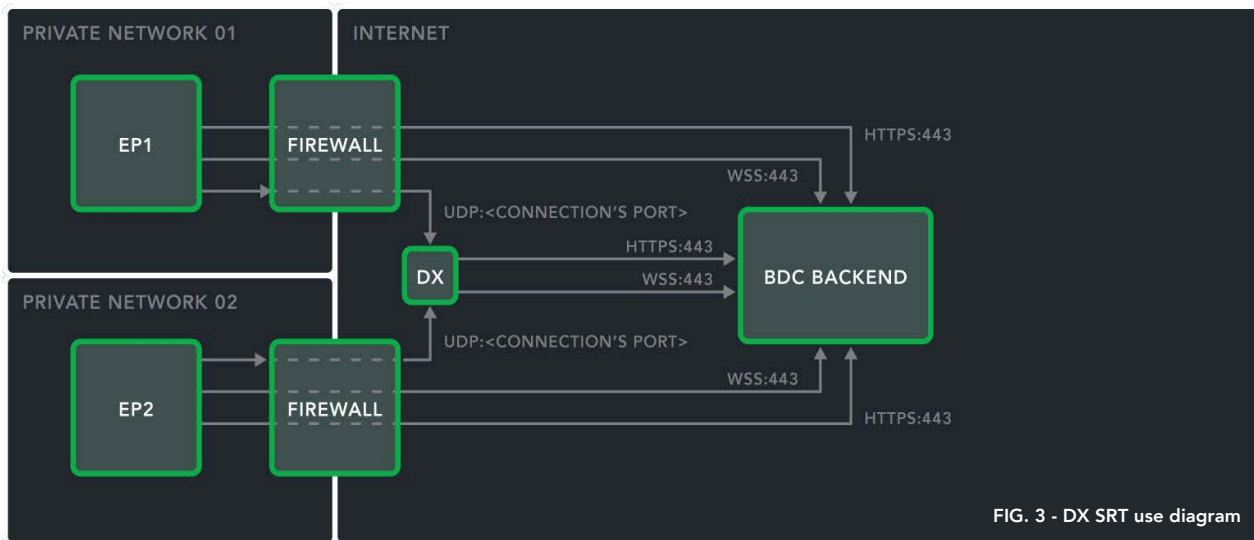 PRIVATE NETWORK 01
INTERNET
EP1
FIREWALL
HTTPS:443
WSS:443
UDP:<CONNECTION'S PORT>
HTTPS:443
DX
WSS:443
BDC BACKEND
PRIVATE NETWORK 02
UDP:<CONNECTION'S PORT>
WSS:443
EP2
FIREWALL
HTTPS:443
FIG. 3 - DX SRT use diagram